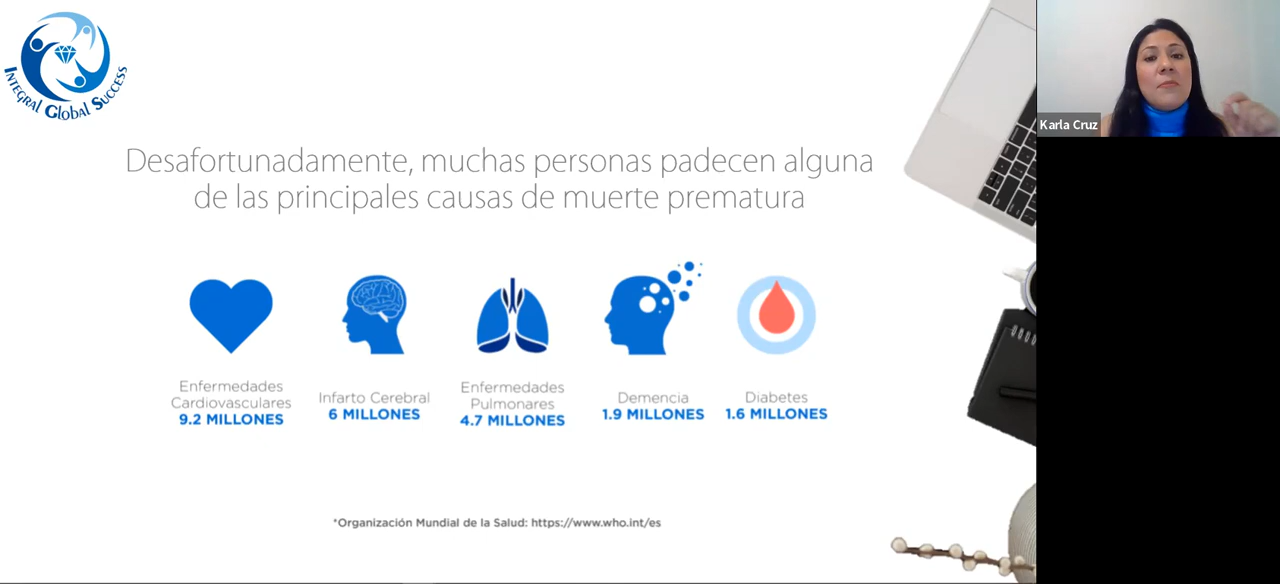 INTEGRAL GLOBAL SUCCESS
Karla Cruz
Desafortunadamente, muchas personas padecen alguna
de las principales causas de muerte prematura
Enfermedades
Cardiovasculares
9.2 MILLONES
Infarto Cerebral
6 MILLONES
Enfermedades
Pulmonares
4.7 MILLONES
Demencia
1.9 MILLONES
Diabetes
1.6 MILLONES
*Organización Mundial de la Salud: https://www.who.int/es